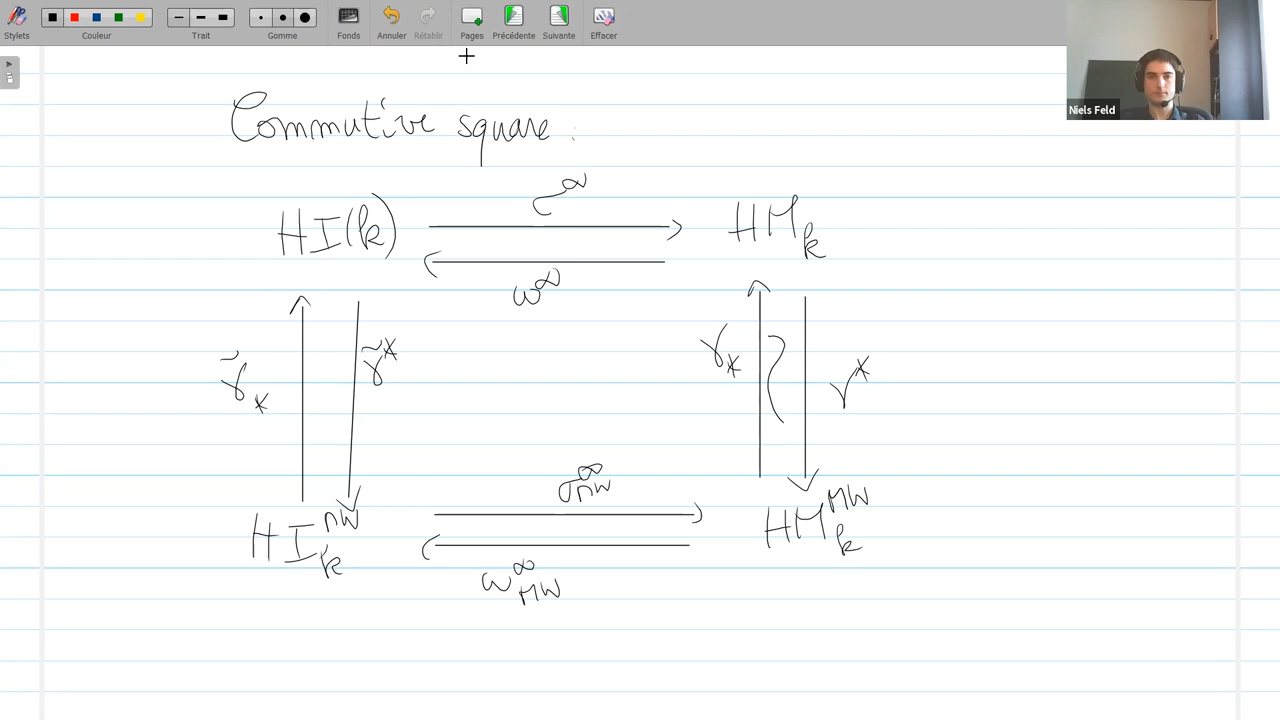 Stylets Couleur Trait Gomme Fonds Annuler Rétablir Pages Précédente Suivante Effacer
Niels Feld
Commutive square :
σ^∞
HI(k) HM_k
ω^∞
γ̃_* γ̃^* γ_* γ^*
σ^∞_MW
HI_k^MW HM_k^MW
ω^∞_MW